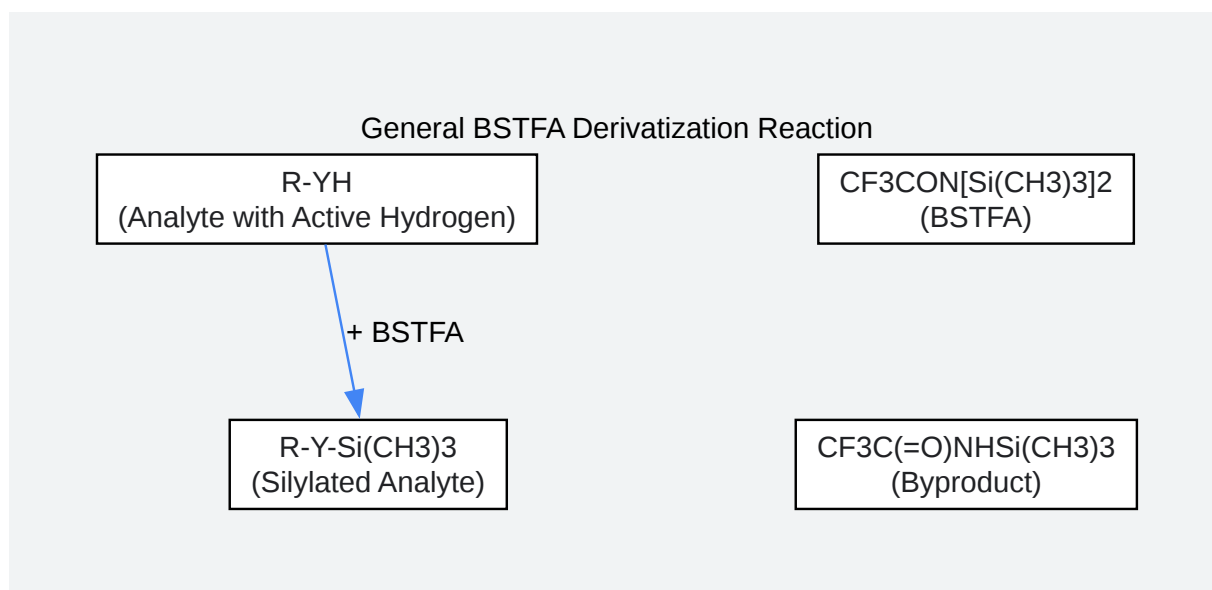 General BSTFA Derivatization Reaction
R-YH
(Analyte with Active Hydrogen)
CF3CON[Si(CH3)3]2
(BSTFA)
+ BSTFA
R-Y-Si(CH3)3
(Silylated Analyte)
CF3C(=O)NHSi(CH3)3
(Byproduct)